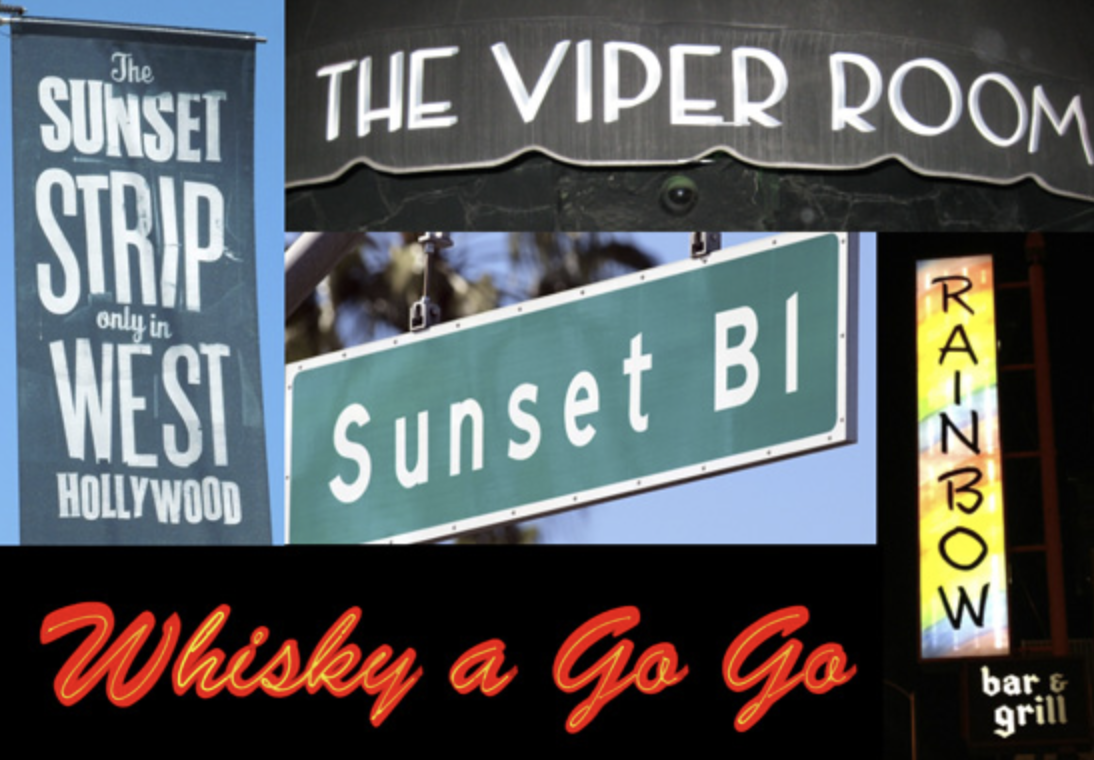 The
SUNSET
STRIP
only in
WEST
HOLLYWOOD
THE VIPER ROOM
Sunset Bl
RAINBOW
bar &
grill
Whisky a Go Go